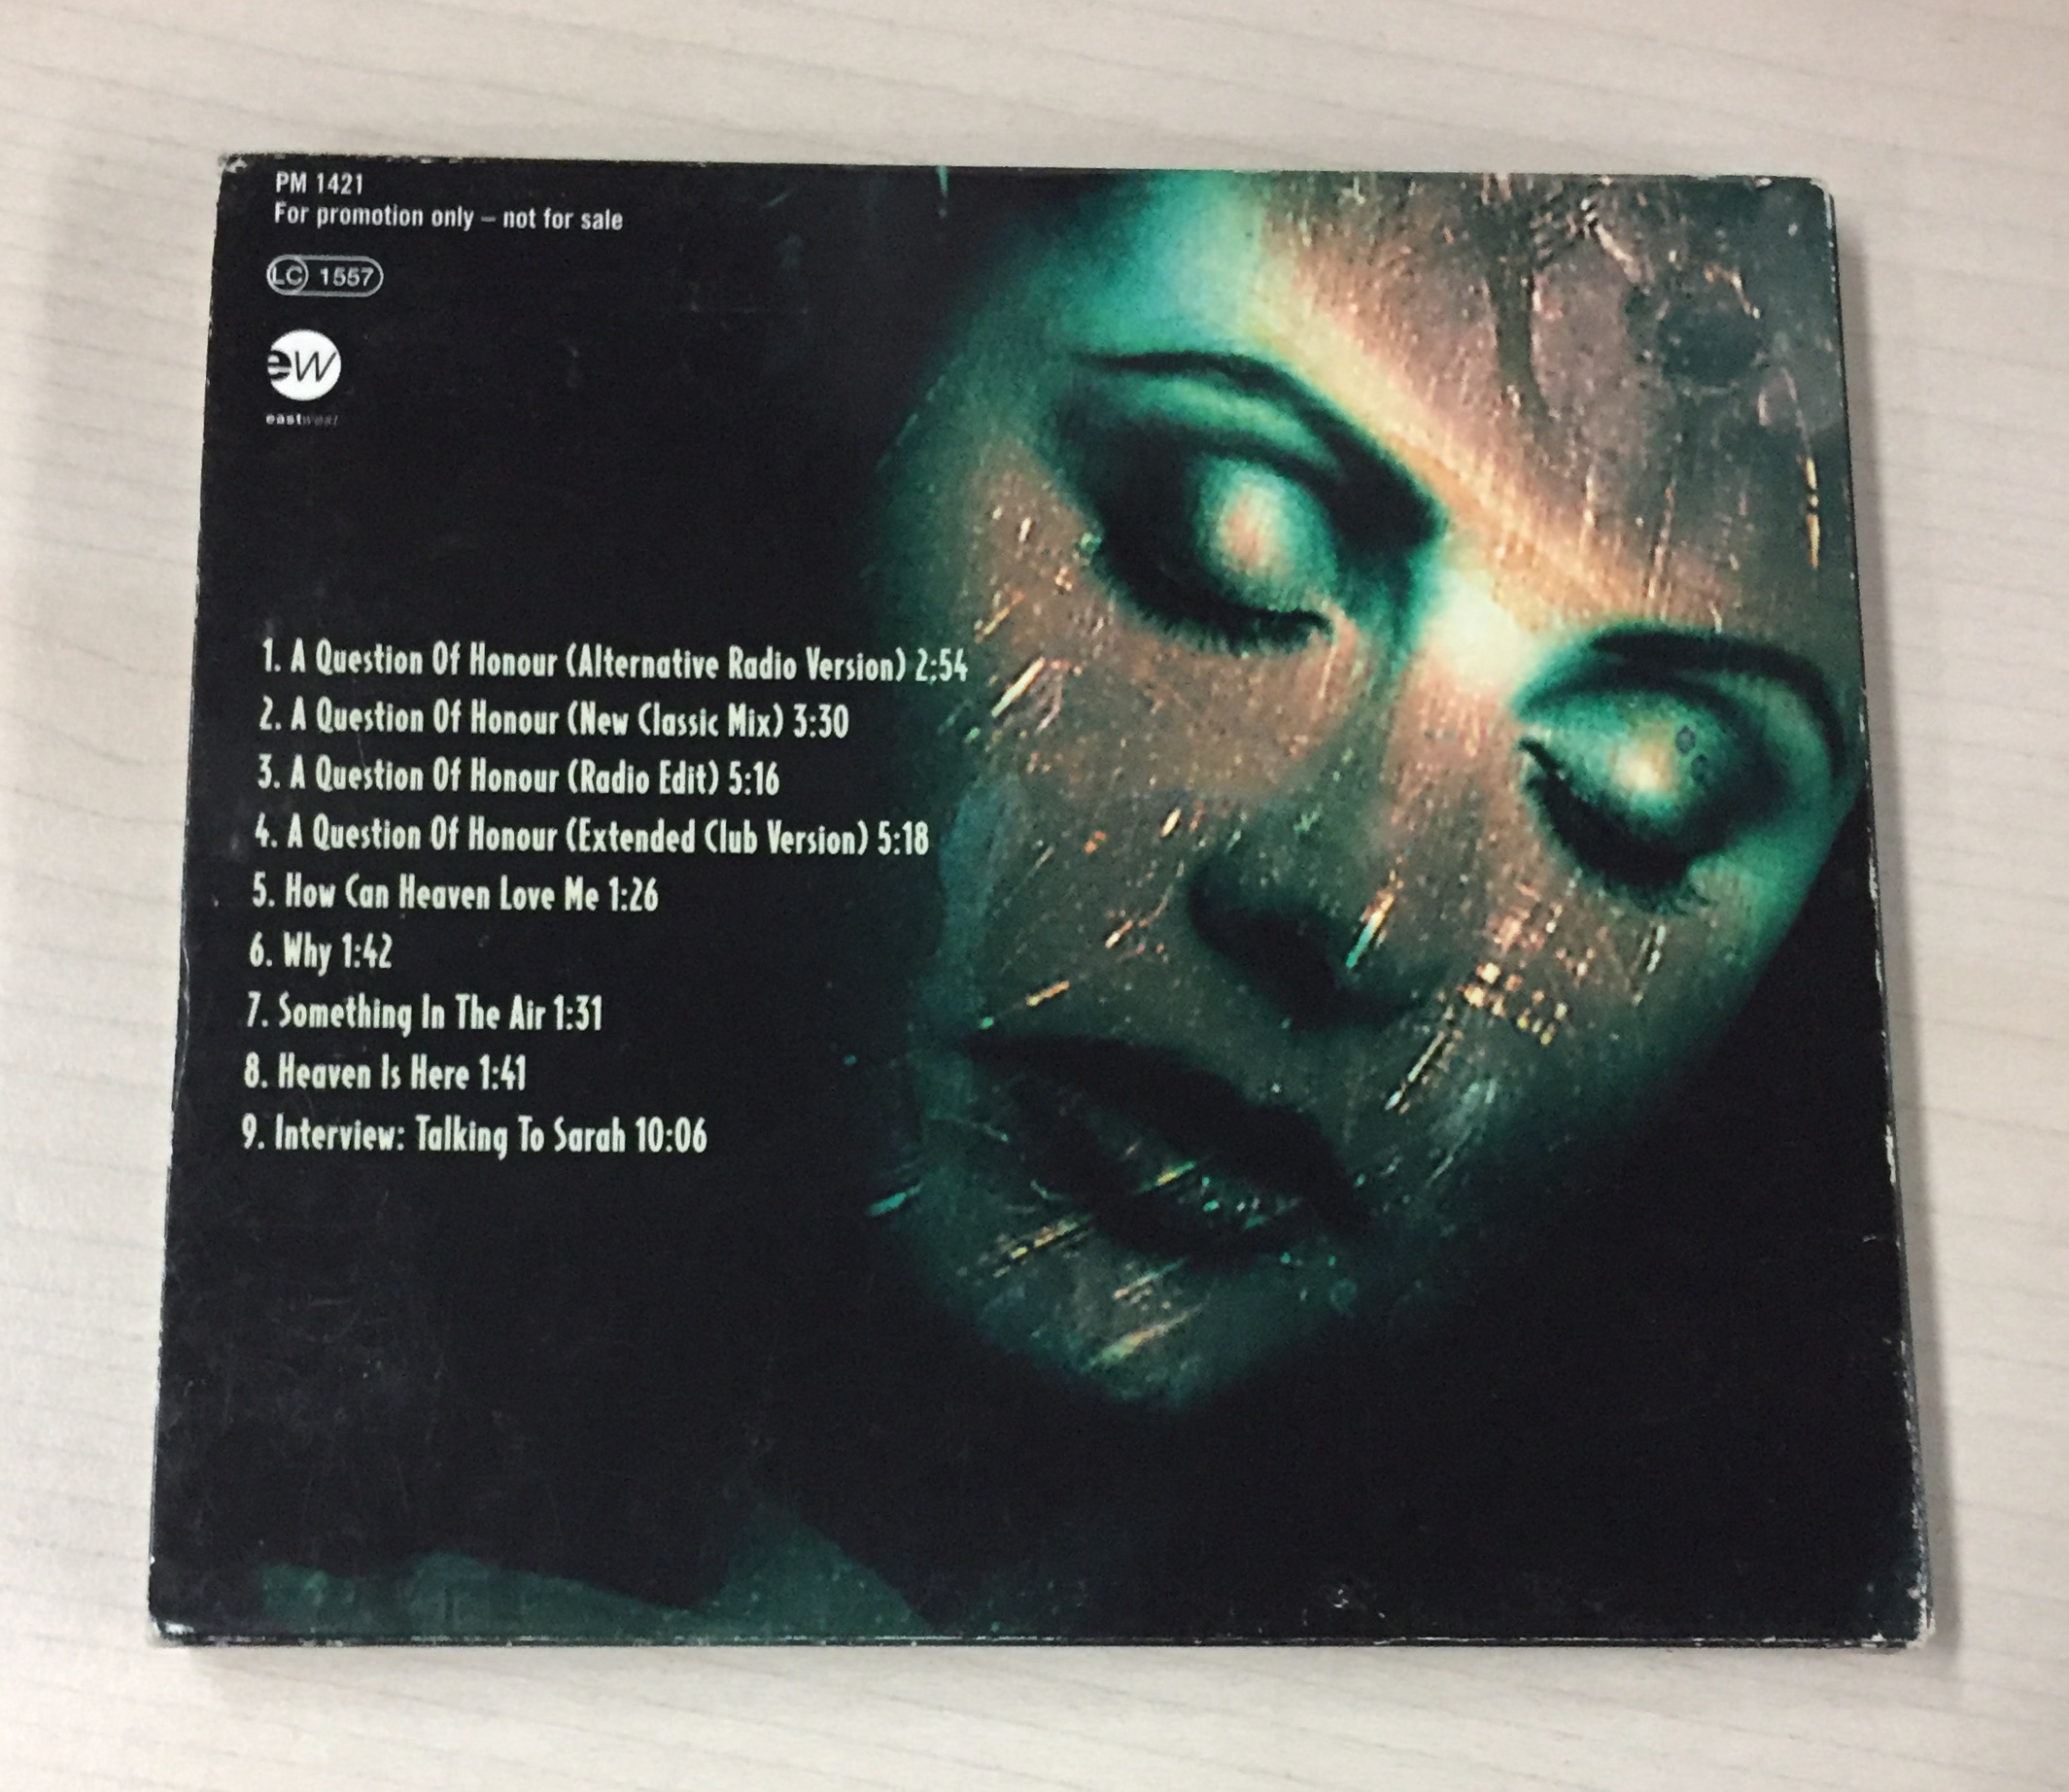 PM 1421
For promotion only – not for sale
LC 1557
ew
eastwest
1. A Question Of Honour (Alternative Radio Version) 2:54
2. A Question Of Honour (New Classic Mix) 3:30
3. A Question Of Honour (Radio Edit) 5:16
4. A Question Of Honour (Extended Club Version) 5:18
5. How Can Heaven Love Me 1:26
6. Why 1:42
7. Something In The Air 1:31
8. Heaven Is Here 1:41
9. Interview: Talking To Sarah 10:06